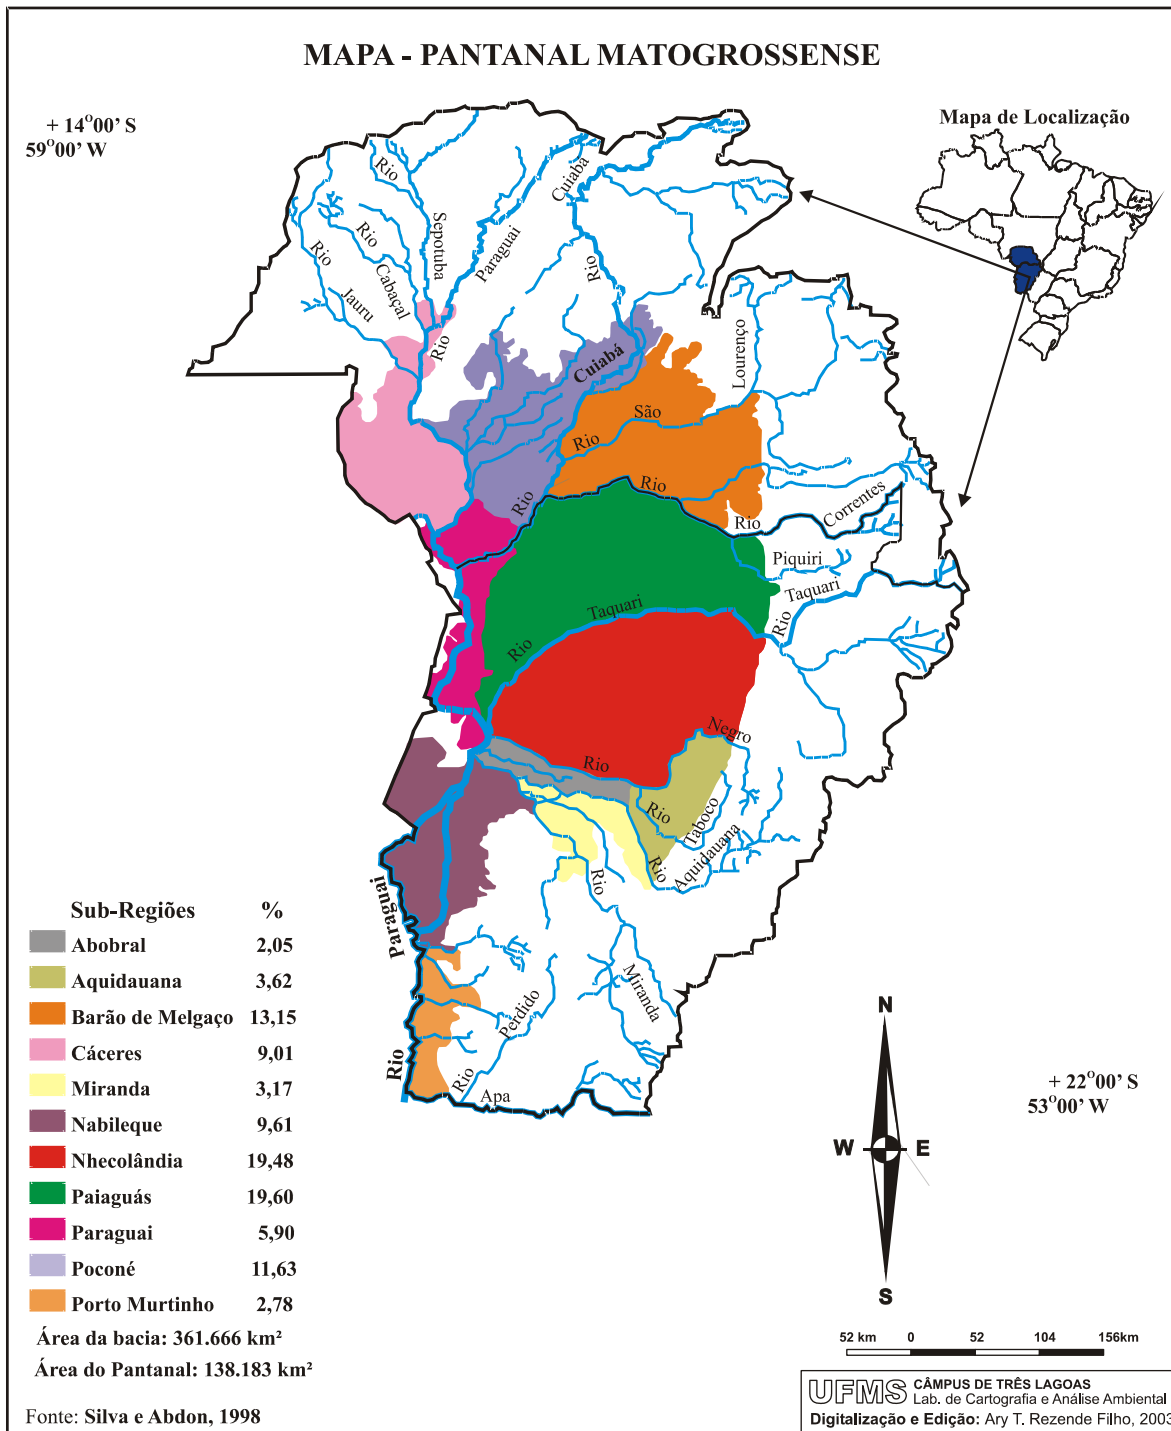 MAPA - PANTANAL MATOGROSSENSE
+ 14°00' S
59°00' W
Mapa de Localização
Rio
Sepotuba
Rio
Cabaçal
Rio
Jauru
Paraguai
Rio
Cuiaba
Rio
Cuiabá
Lourenço
São
Rio
Rio
Rio
Rio
Correntes
Piquiri
Taquari
Rio
Taquari
Rio
Negro
Rio
Rio
Taboco
Aquidauana
Rio
Rio
Miranda
Paraguai
Rio
Perdido
Rio
Apa
Sub-Regiões %
Abobral 2,05
Aquidauana 3,62
Barão de Melgaço 13,15
Cáceres 9,01
Miranda 3,17
Nabileque 9,61
Nhecolândia 19,48
Paiaguás 19,60
Paraguai 5,90
Poconé 11,63
Porto Murtinho 2,78
Área da bacia: 361.666 km²
Área do Pantanal: 138.183 km²
Fonte: Silva e Abdon, 1998
N
W E
S
+ 22°00' S
53°00' W
52 km 0 52 104 156km
UFMS CÂMPUS DE TRÊS LAGOAS
Lab. de Cartografia e Análise Ambiental
Digitalização e Edição: Ary T. Rezende Filho, 2003